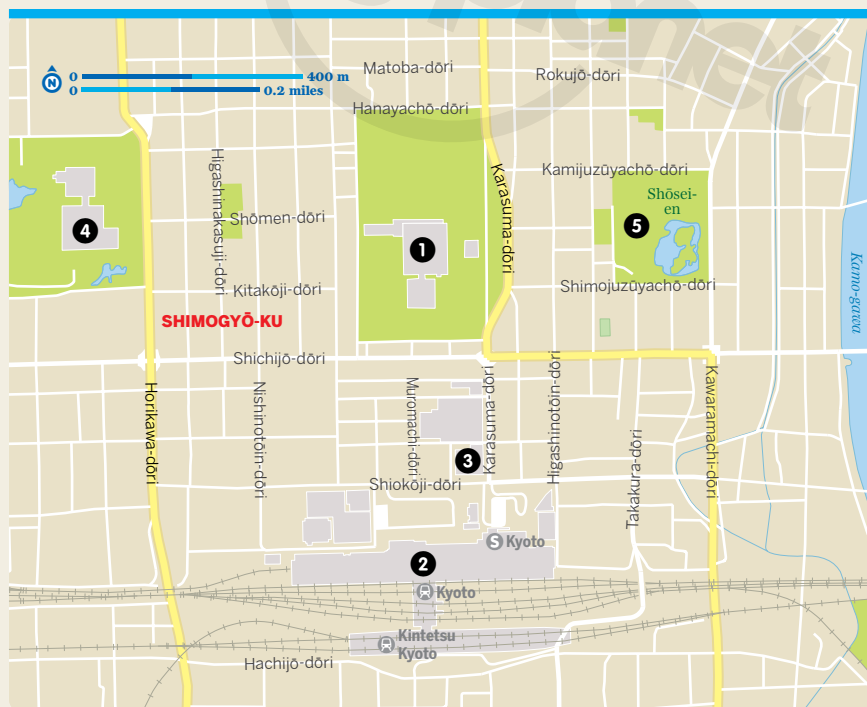 planet
Matoba-dōri
Rokujō-dōri
N
0
400 m
0
0.2 miles
Hanayachō-dōri
Kamijuzūyachō-dōri
Higashinakasuji-dōri
Karasuma-dōri
Shōsei-
en
Shōmen-dōri
4
1
5
Kamo-gawa
Kitakōji-dōri
Shimojuzūyachō-dōri
SHIMOGYŌ-KU
Shichijō-dōri
Horikawa-dōri
Nishinotōin-dōri
Muromachi-dōri
Karasuma-dōri
Higashinotōin-dōri
Kawaramachi-dōri
3
Takakura-dōri
Shiokōji-dōri
S Kyoto
2
Kyoto
Kintetsu
Kyoto
Hachijō-dōri